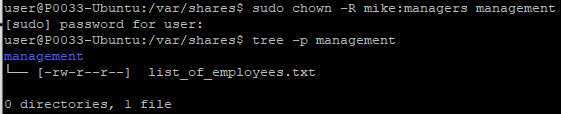 user@P0033-Ubuntu:/var/shares$ sudo chown -R mike:managers management
[sudo] password for user:
user@P0033-Ubuntu:/var/shares$ tree -p management
management
└── [-rw-r--r--]  list_of_employees.txt
0 directories, 1 file